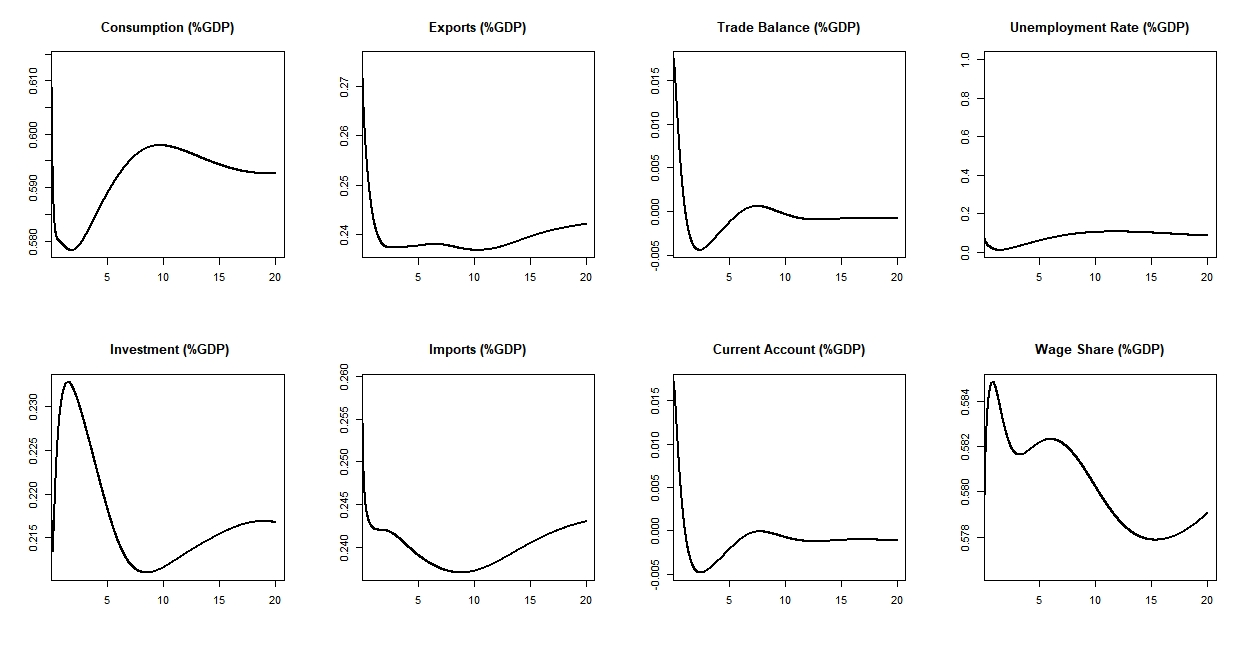 Consumption (%GDP)
Exports (%GDP)
Trade Balance (%GDP)
Unemployment Rate (%GDP)
0.610
0.600
0.590
0.580
5 10 15 20
0.27
0.26
0.25
0.24
5 10 15 20
0.015
0.010
0.005
0.000
-0.005
5 10 15 20
1.0
0.8
0.6
0.4
0.2
0.0
5 10 15 20
Investment (%GDP)
Imports (%GDP)
Current Account (%GDP)
Wage Share (%GDP)
0.230
0.225
0.220
0.215
5 10 15 20
0.260
0.255
0.250
0.245
0.240
5 10 15 20
0.015
0.010
0.005
0.000
-0.005
5 10 15 20
0.584
0.582
0.580
0.578
5 10 15 20